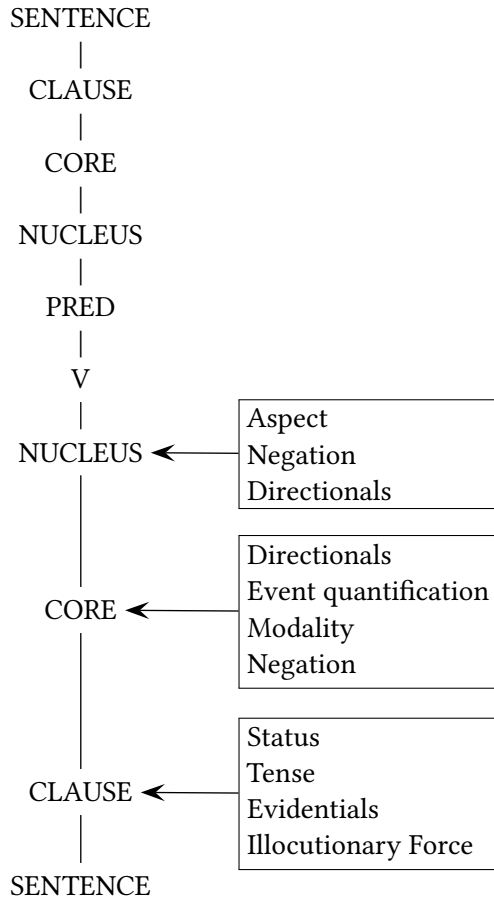 SENTENCE
CLAUSE
CORE
NUCLEUS
PRED
V
NUCLEUS
Aspect
Negation
Directionals
CORE
Directionals
Event quantification
Modality
Negation
CLAUSE
Status
Tense
Evidentials
Illocutionary Force
SENTENCE